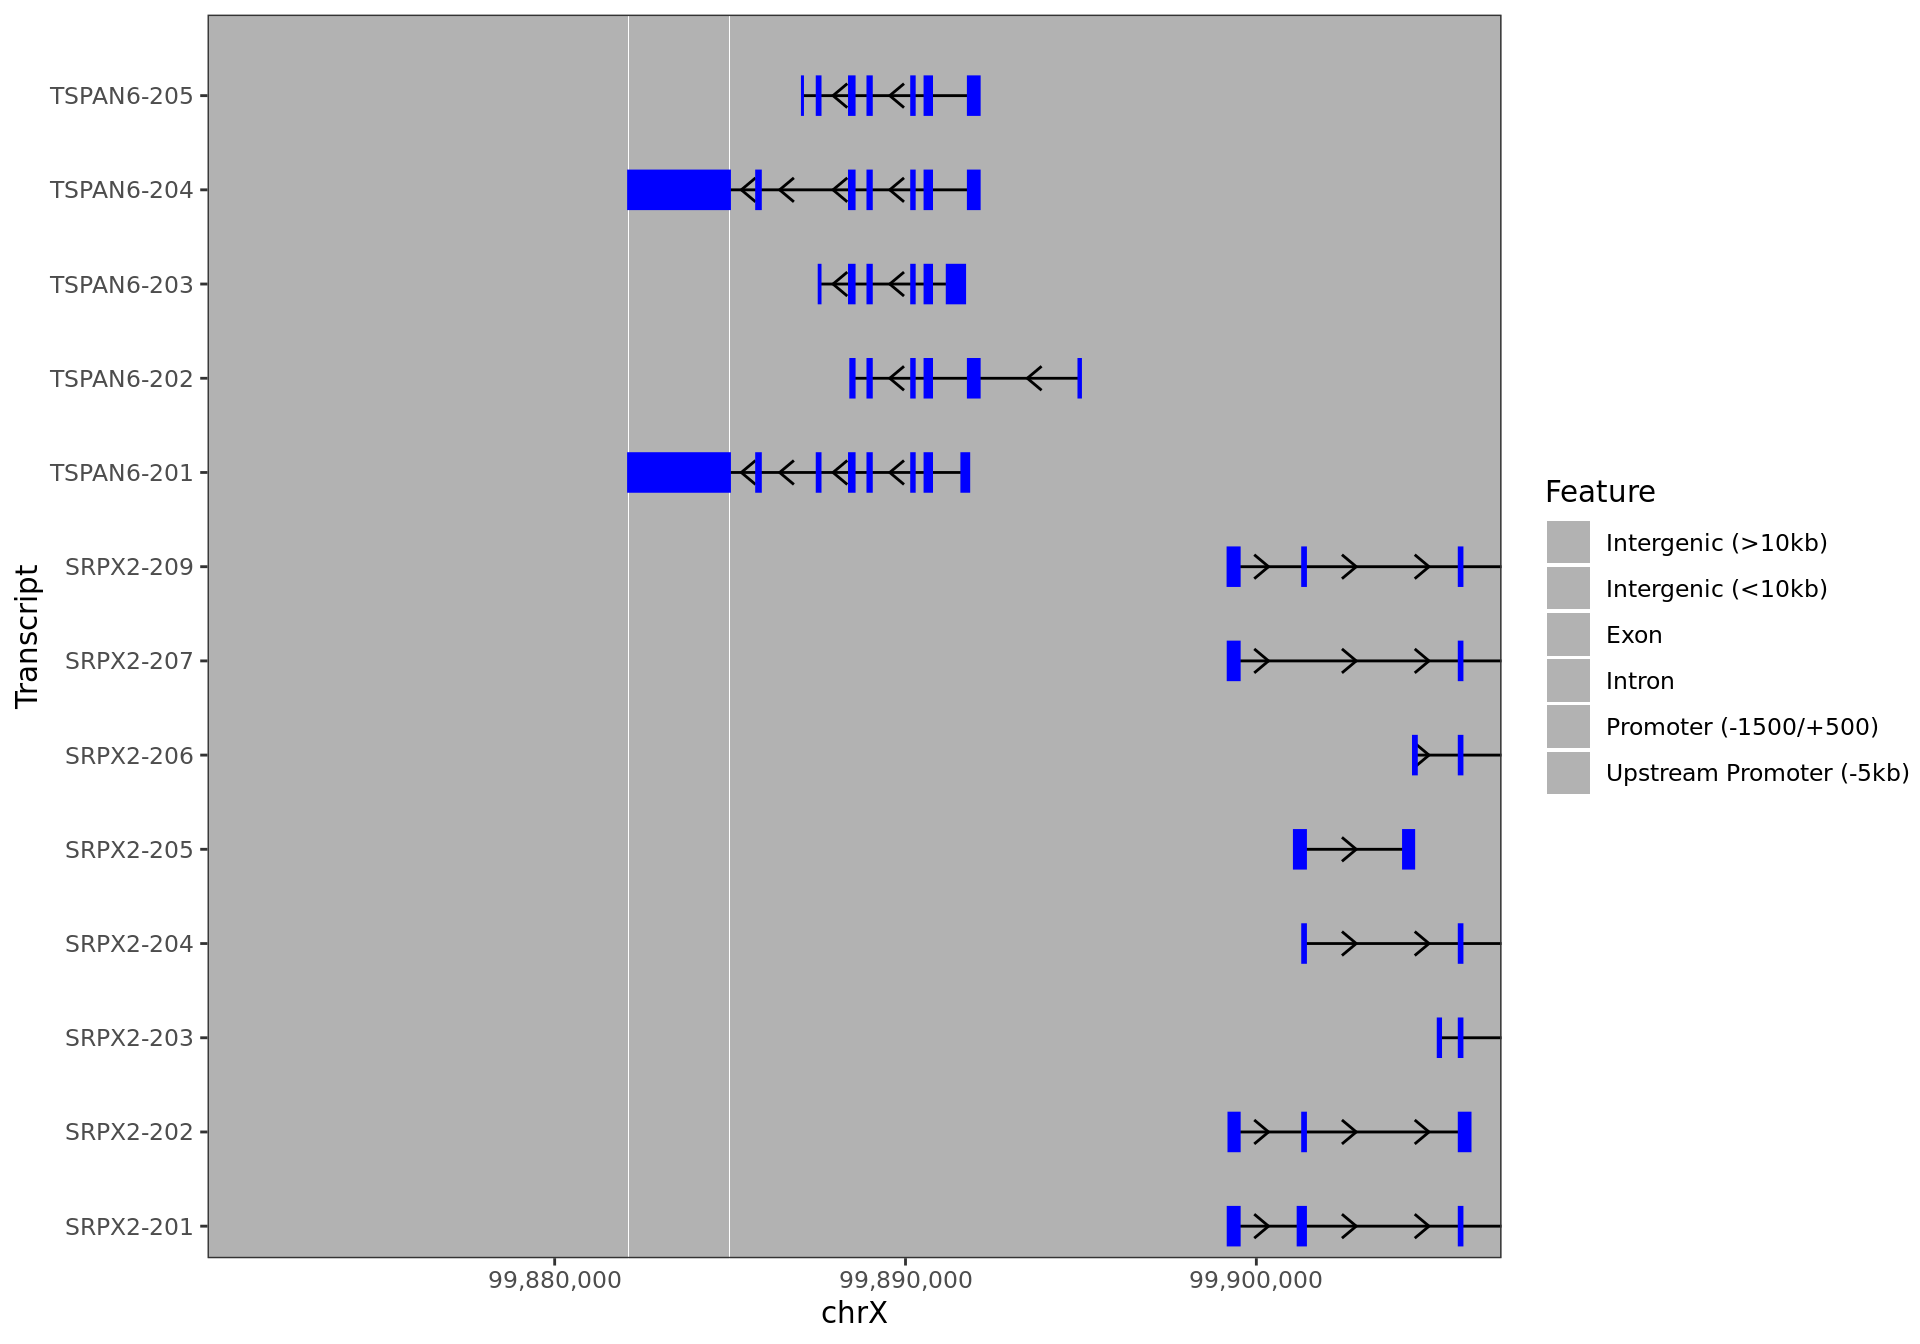 TSPAN6-205
TSPAN6-204
TSPAN6-203
TSPAN6-202
TSPAN6-201
SRPX2-209
SRPX2-207
SRPX2-206
SRPX2-205
SRPX2-204
SRPX2-203
SRPX2-202
SRPX2-201
Transcript
99,880,000
99,890,000
99,900,000
chrX
Feature
Intergenic (>10kb)
Intergenic (<10kb)
Exon
Intron
Promoter (-1500/+500)
Upstream Promoter (-5kb)